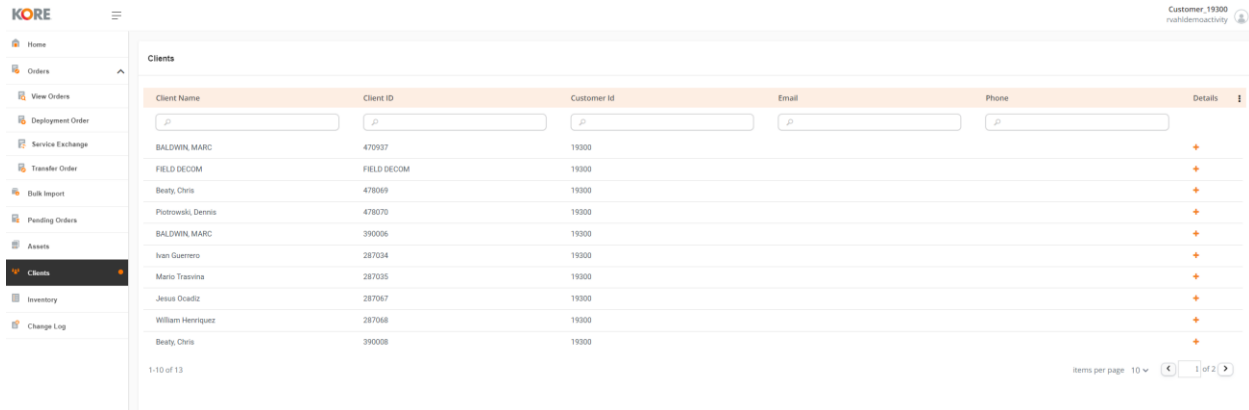 KORE
Customer_19300
rvahldemoactivity
Home
Orders
View Orders
Deployment Order
Service Exchange
Transfer Order
Bulk Import
Pending Orders
Assets
Clients
Inventory
Change Log
Clients
Client Name Client ID Customer Id Email Phone Details
BALDWIN, MARC 470937 19300 +
FIELD DECOM FIELD DECOM 19300 +
Beaty, Chris 478069 19300 +
Piotrowski, Dennis 478070 19300 +
BALDWIN, MARC 390006 19300 +
Ivan Guerrero 287034 19300 +
Mario Trasvina 287035 19300 +
Jesus Ocadiz 287067 19300 +
William Henriquez 287068 19300 +
Beaty, Chris 390008 19300 +
1-10 of 13 items per page 10 1 of 2